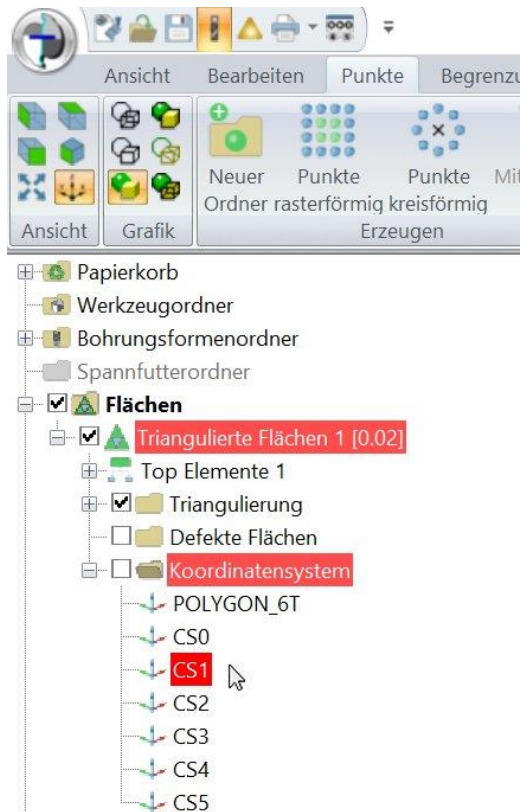 Ansicht Bearbeiten Punkte Begrenzu
Neuer Punkte Punkte Mit
Ordner rasterförmig kreisförmig
Ansicht Grafik Erzeugen
Papierkorb
Werkzeugordner
Bohrungsformenordner
Spannfutterordner
Flächen
Triangulierte Flächen 1 [0.02]
Top Elemente 1
Triangulierung
Defekte Flächen
Koordinatensystem
POLYGON_6T
CS0
CS1
CS2
CS3
CS4
CS5